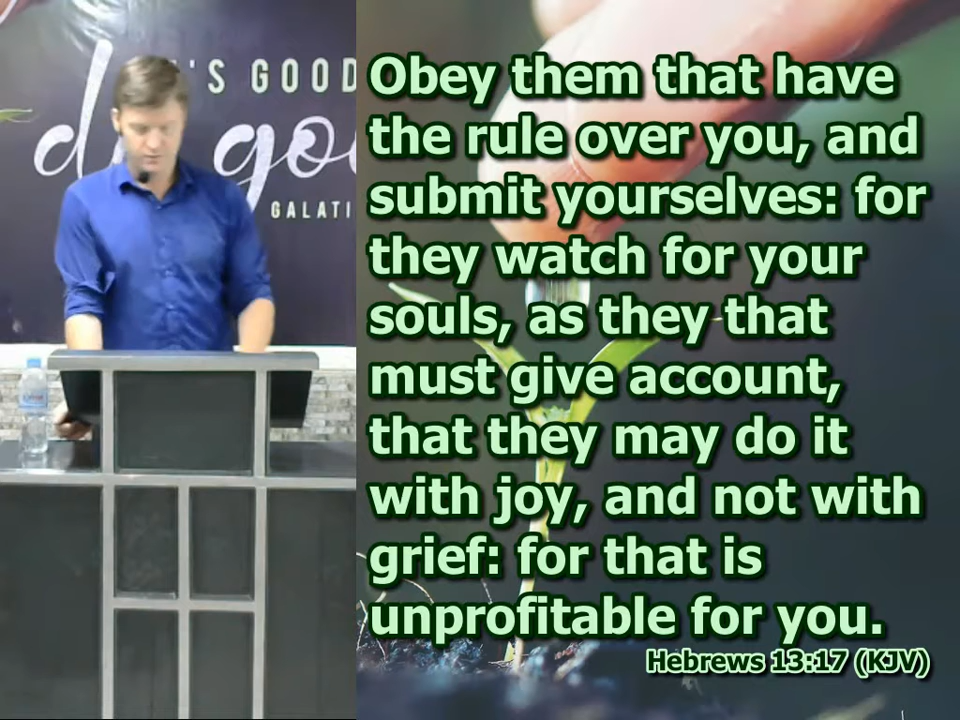 'S GOOD
GALATI
Obey them that have
the rule over you, and
submit yourselves: for
they watch for your
souls, as they that
must give account,
that they may do it
with joy, and not with
grief: for that is
unprofitable for you.
Hebrews 13:17 (KJV)